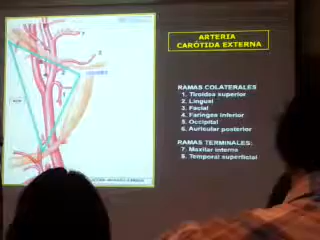 ARTERIA
CARÓTIDA EXTERNA
RAMAS COLATERALES
1. Tiroidea superior
2. Lingual
3. Facial
4. Faringea inferior
5. Occipital
6. Auricular posterior
RAMAS TERMINALES:
7. Maxilar interna
8. Temporal superficial